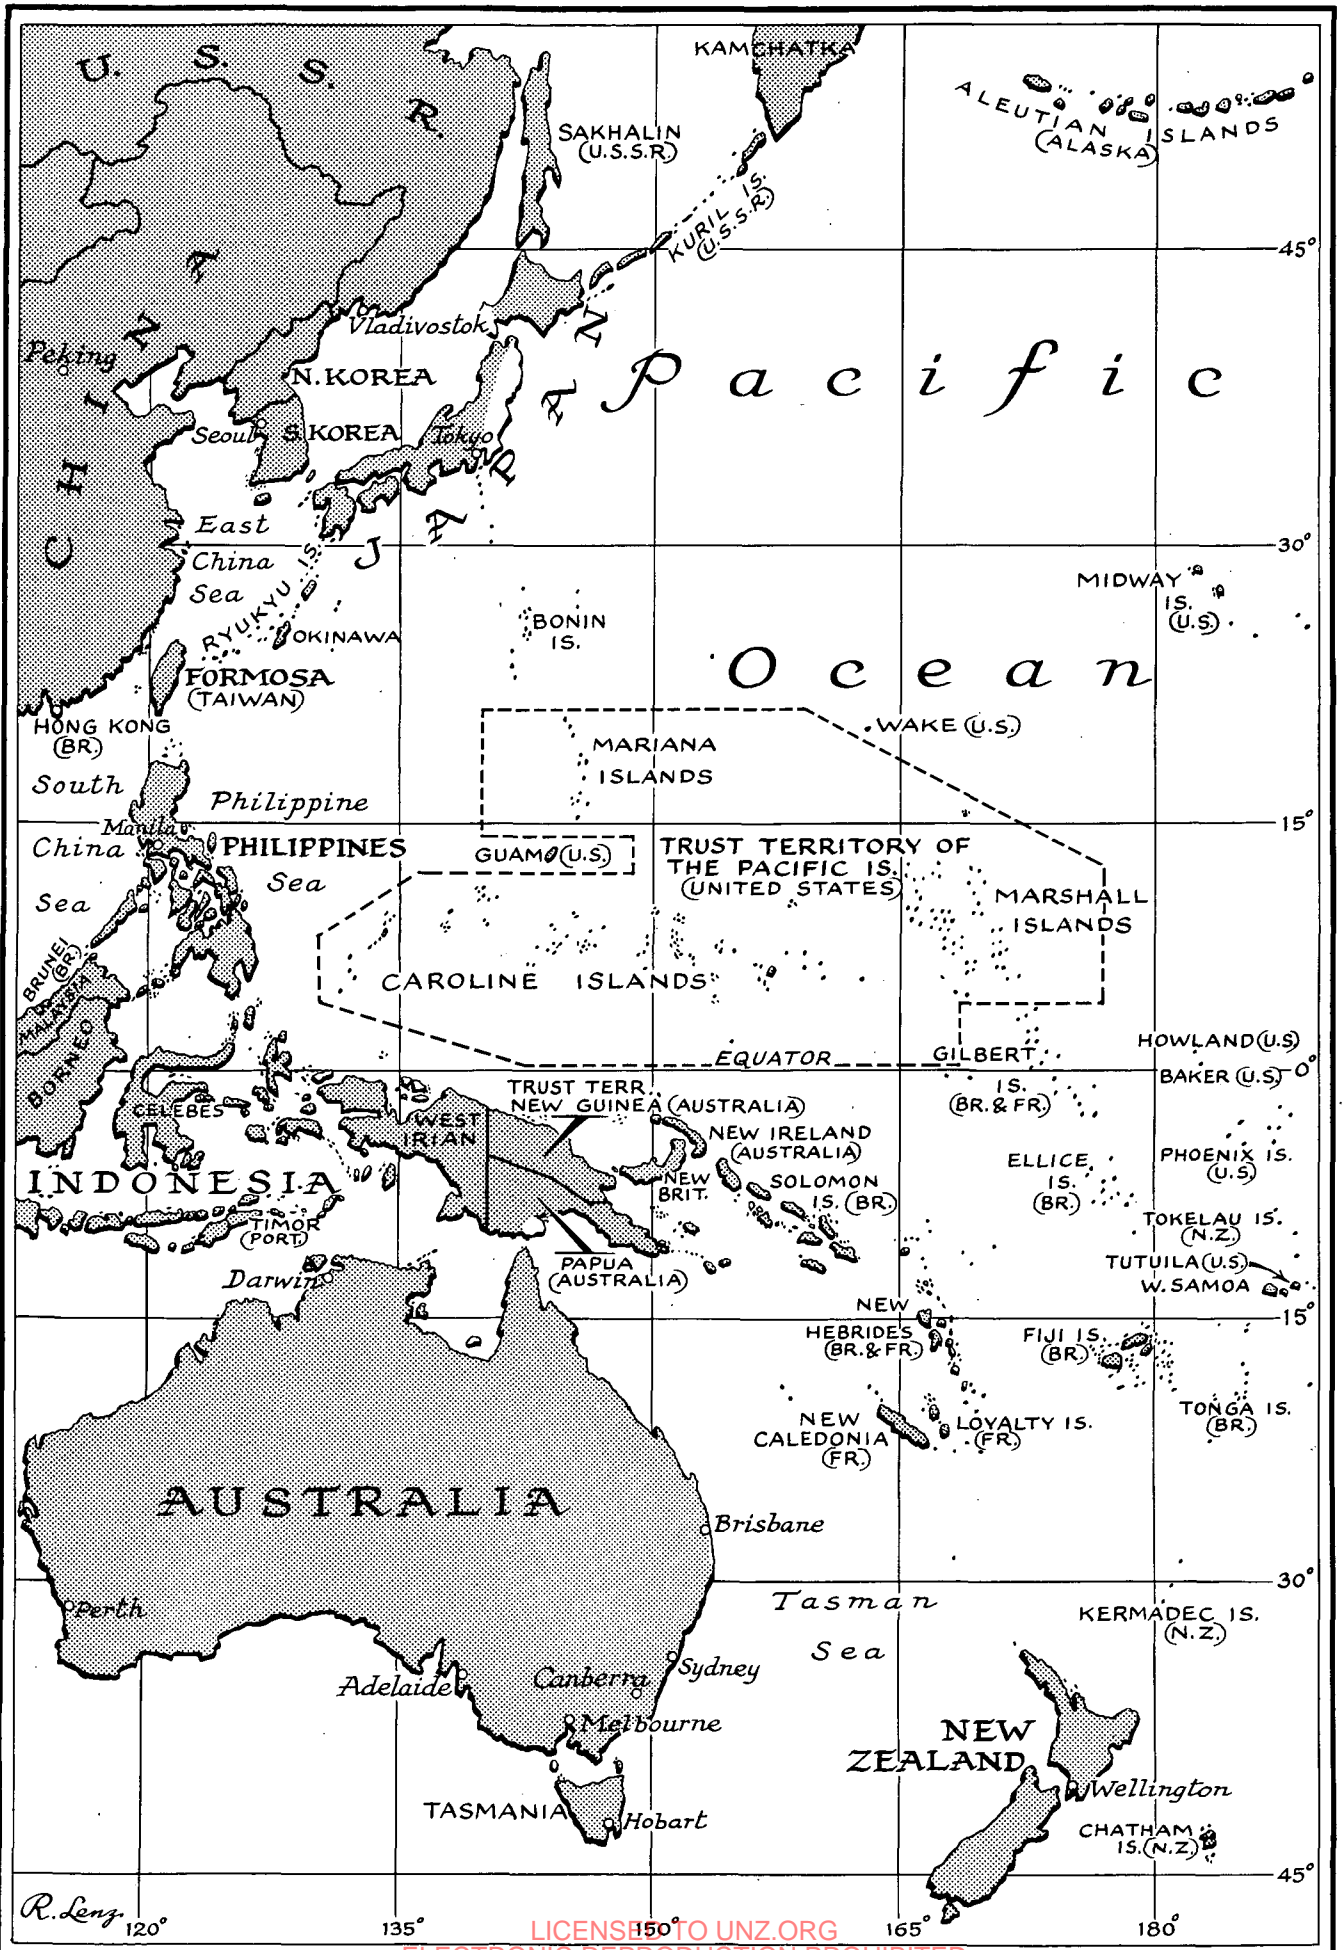 U. S. S. R.
KAMCHATKA
ALEUTIAN ISLANDS
(ALASKA)
SAKHALIN
(U.S.S.R.)
KURIL IS.
(U.S.S.R.)
45°
CHINA
Vladivostok
Peking
N. KOREA
Seoul
S. KOREA
Tokyo
JAPAN
Pacific
East
China
Sea
30°
RYUKYU IS.
OKINAWA
BONIN
IS.
MIDWAY
IS.
(U.S.)
Ocean
FORMOSA
(TAIWAN)
HONG KONG
(BR.)
WAKE (U.S.)
MARIANA
ISLANDS
South
China
Sea
Philippine
Sea
Manila
PHILIPPINES
15°
GUAM (U.S.)
TRUST TERRITORY OF
THE PACIFIC IS.
(UNITED STATES)
MARSHALL
ISLANDS
CAROLINE ISLANDS
BRUNEI
(BR.)
MALAYSIA
BORNEO
CELEBES
EQUATOR
GILBERT
IS.
(BR. & FR.)
HOWLAND (U.S.)
0°
BAKER (U.S.)
TRUST TERR.
NEW GUINEA (AUSTRALIA)
WEST
IRIAN
NEW IRELAND
(AUSTRALIA)
NEW
BRIT.
SOLOMON
IS. (BR.)
ELLICE
IS.
(BR.)
PHOENIX IS.
(U.S.)
INDONESIA
TIMOR
(PORT.)
PAPUA
(AUSTRALIA)
TOKELAU IS.
(N.Z.)
TUTUILA (U.S.)
W. SAMOA
Darwin
15°
NEW
HEBRIDES
(BR. & FR.)
FIJI IS.
(BR.)
NEW
CALEDONIA
(FR.)
LOYALTY IS.
(FR.)
TONGA IS.
(BR.)
AUSTRALIA
Brisbane
30°
Perth
Tasman
Sea
KERMADEC IS.
(N.Z.)
Adelaide
Canberra
Sydney
Melbourne
NEW
ZEALAND
Wellington
TASMANIA
Hobart
CHATHAM
IS. (N.Z.)
45°
R. Lenz
120° 135° 150° 165° 180°
LICENSED TO UNZ.ORG
ELECTRONIC REPRODUCTION PROHIBITED